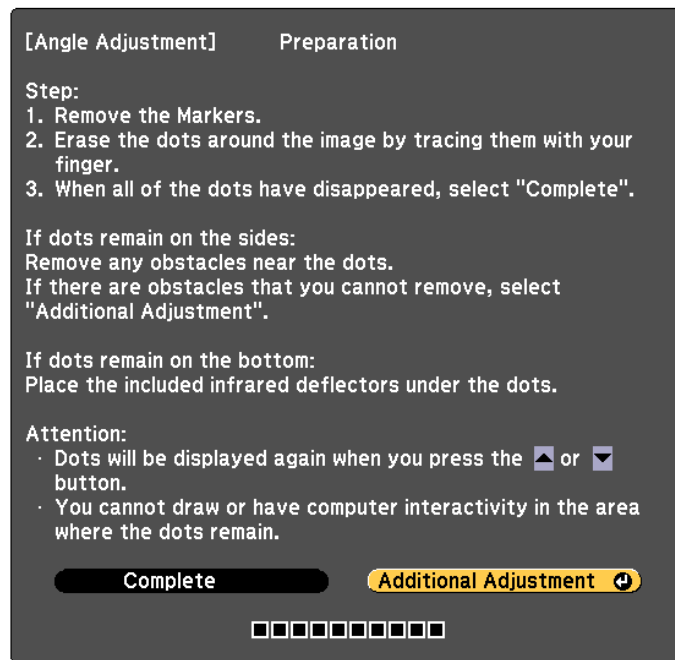 [Angle Adjustment] Preparation
Step:
1. Remove the Markers.
2. Erase the dots around the image by tracing them with your
finger.
3. When all of the dots have disappeared, select "Complete".
If dots remain on the sides:
Remove any obstacles near the dots.
If there are obstacles that you cannot remove, select
"Additional Adjustment".
If dots remain on the bottom:
Place the included infrared deflectors under the dots.
Attention:
· Dots will be displayed again when you press the ▲ or ▼
button.
· You cannot draw or have computer interactivity in the area
where the dots remain.
Complete Additional Adjustment